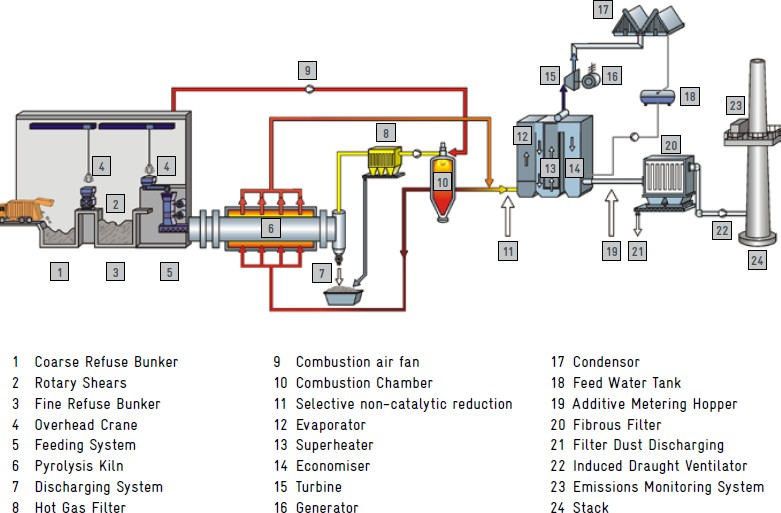 17
9
15
16
18
23
8
12
20
4
4
13
14
10
2
6
22
11
19
21
24
1
3
5
7
1 Coarse Refuse Bunker
2 Rotary Shears
3 Fine Refuse Bunker
4 Overhead Crane
5 Feeding System
6 Pyrolysis Kiln
7 Discharging System
8 Hot Gas Filter
9 Combustion air fan
10 Combustion Chamber
11 Selective non-catalytic reduction
12 Evaporator
13 Superheater
14 Economiser
15 Turbine
16 Generator
17 Condensor
18 Feed Water Tank
19 Additive Metering Hopper
20 Fibrous Filter
21 Filter Dust Discharging
22 Induced Draught Ventilator
23 Emissions Monitoring System
24 Stack